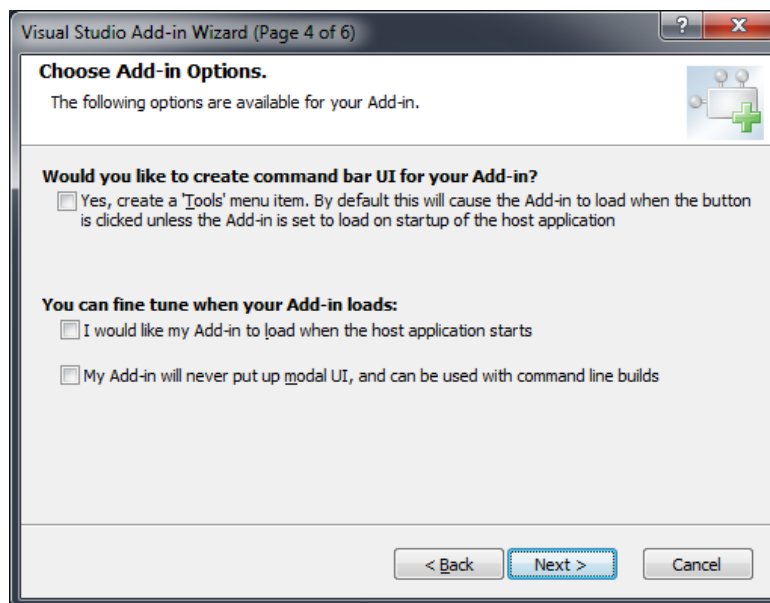 Visual Studio Add-in Wizard (Page 4 of 6)
Choose Add-in Options.
The following options are available for your Add-in.
Would you like to create command bar UI for your Add-in?
Yes, create a 'Tools' menu item. By default this will cause the Add-in to load when the button
is clicked unless the Add-in is set to load on startup of the host application
You can fine tune when your Add-in loads:
I would like my Add-in to load when the host application starts
My Add-in will never put up modal UI, and can be used with command line builds
< Back Next > Cancel